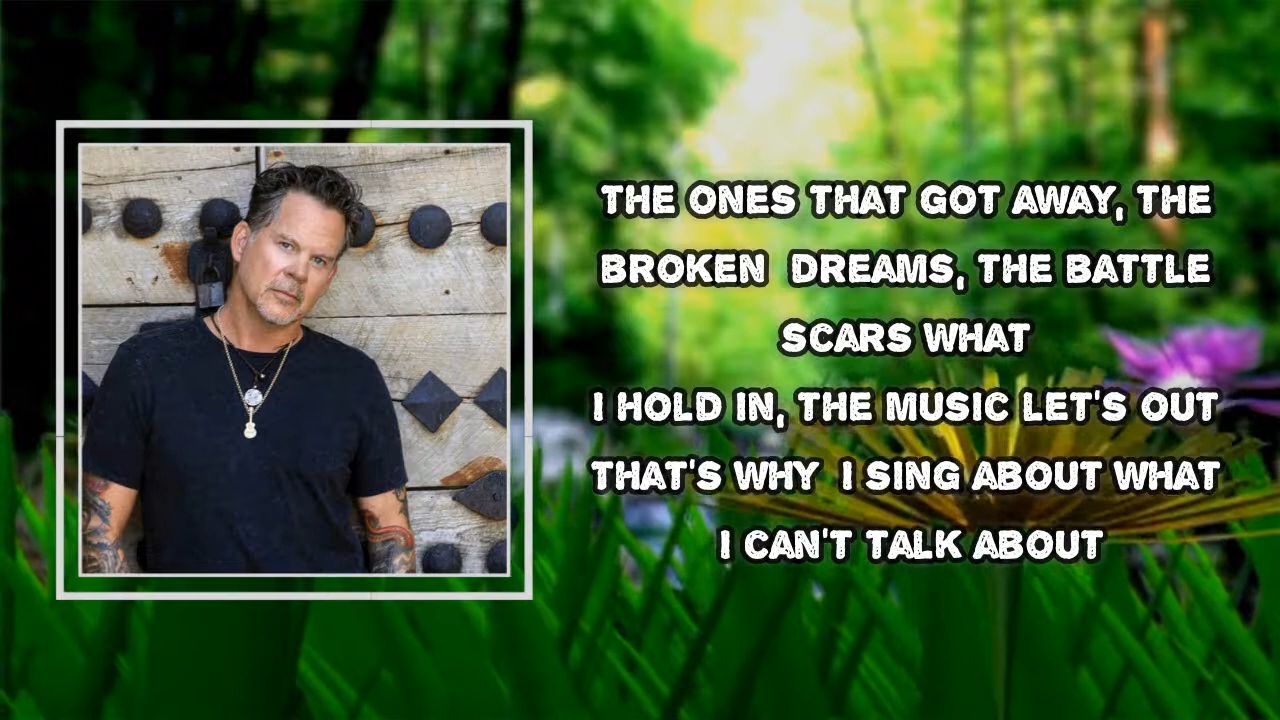 THE ONES THAT GOT AWAY, THE
BROKEN DREAMS, THE BATTLE
SCARS WHAT
I HOLD IN, THE MUSIC LET'S OUT
THAT'S WHY I SING ABOUT WHAT
I CAN'T TALK ABOUT